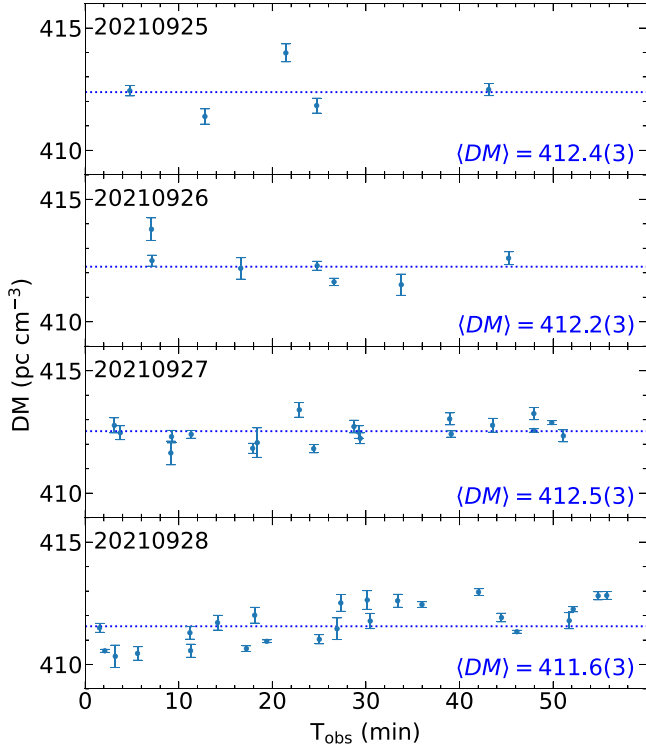 415
20210925
410
⟨DM⟩ = 412.4(3)
415
20210926
410
⟨DM⟩ = 412.2(3)
DM (pc cm⁻³)
415
20210927
410
⟨DM⟩ = 412.5(3)
415
20210928
410
⟨DM⟩ = 411.6(3)
0 10 20 30 40 50
T_obs (min)